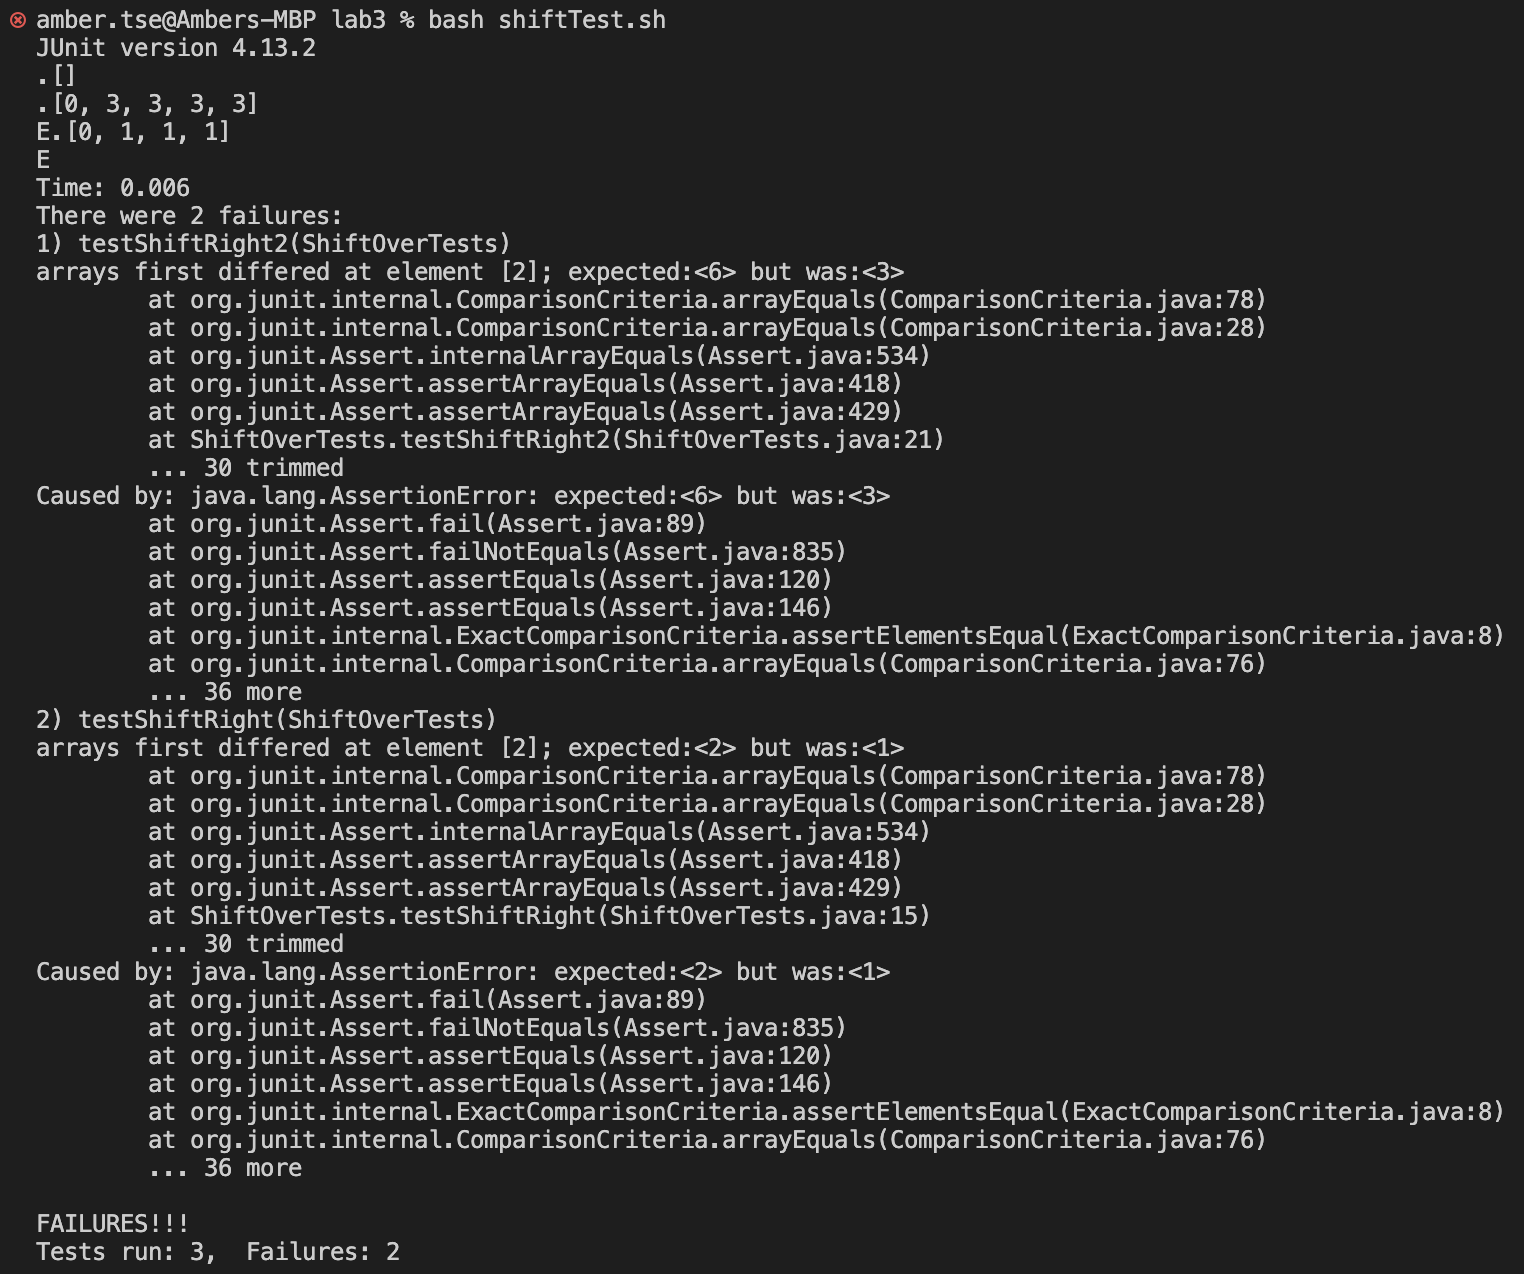 amber.tse@Ambers-MBP lab3 % bash shiftTest.sh
JUnit version 4.13.2
.[]
.[0, 3, 3, 3, 3]
E.[0, 1, 1, 1]
E
Time: 0.006
There were 2 failures:
1) testShiftRight2(ShiftOverTests)
arrays first differed at element [2]; expected:<6> but was:<3>
        at org.junit.internal.ComparisonCriteria.arrayEquals(ComparisonCriteria.java:78)
        at org.junit.internal.ComparisonCriteria.arrayEquals(ComparisonCriteria.java:28)
        at org.junit.Assert.internalArrayEquals(Assert.java:534)
        at org.junit.Assert.assertArrayEquals(Assert.java:418)
        at org.junit.Assert.assertArrayEquals(Assert.java:429)
        at ShiftOverTests.testShiftRight2(ShiftOverTests.java:21)
        ... 30 trimmed
Caused by: java.lang.AssertionError: expected:<6> but was:<3>
        at org.junit.Assert.fail(Assert.java:89)
        at org.junit.Assert.failNotEquals(Assert.java:835)
        at org.junit.Assert.assertEquals(Assert.java:120)
        at org.junit.Assert.assertEquals(Assert.java:146)
        at org.junit.internal.ExactComparisonCriteria.assertElementsEqual(ExactComparisonCriteria.java:8)
        at org.junit.internal.ComparisonCriteria.arrayEquals(ComparisonCriteria.java:76)
        ... 36 more
2) testShiftRight(ShiftOverTests)
arrays first differed at element [2]; expected:<2> but was:<1>
        at org.junit.internal.ComparisonCriteria.arrayEquals(ComparisonCriteria.java:78)
        at org.junit.internal.ComparisonCriteria.arrayEquals(ComparisonCriteria.java:28)
        at org.junit.Assert.internalArrayEquals(Assert.java:534)
        at org.junit.Assert.assertArrayEquals(Assert.java:418)
        at org.junit.Assert.assertArrayEquals(Assert.java:429)
        at ShiftOverTests.testShiftRight(ShiftOverTests.java:15)
        ... 30 trimmed
Caused by: java.lang.AssertionError: expected:<2> but was:<1>
        at org.junit.Assert.fail(Assert.java:89)
        at org.junit.Assert.failNotEquals(Assert.java:835)
        at org.junit.Assert.assertEquals(Assert.java:120)
        at org.junit.Assert.assertEquals(Assert.java:146)
        at org.junit.internal.ExactComparisonCriteria.assertElementsEqual(ExactComparisonCriteria.java:8)
        at org.junit.internal.ComparisonCriteria.arrayEquals(ComparisonCriteria.java:76)
        ... 36 more

FAILURES!!!
Tests run: 3,  Failures: 2